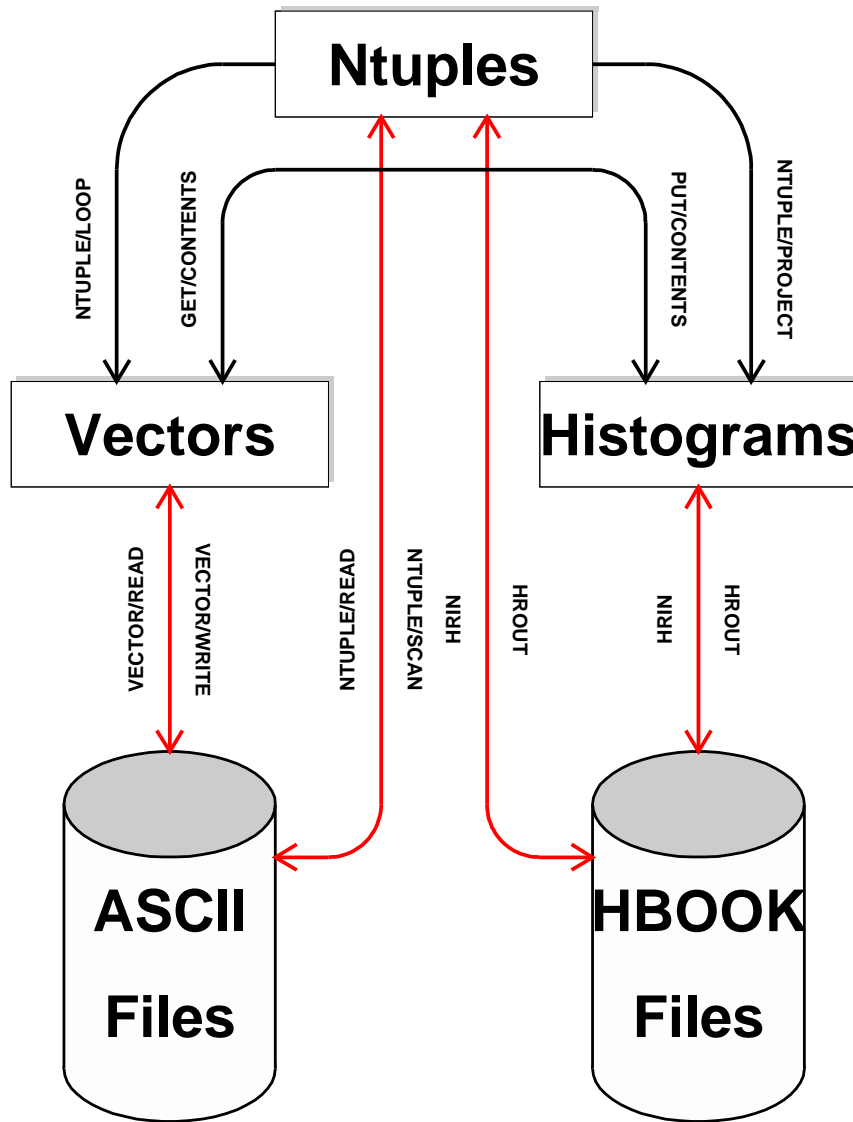 Ntuples
NTUPLE/LOOP
GET/CONTENTS
PUT/CONTENTS
NTUPLE/PROJECT
Vectors
Histograms
VECTOR/READ
VECTOR/WRITE
NTUPLE/READ
NTUPLE/SCAN
HRIN
HROUT
HRIN
HROUT
ASCII
Files
HBOOK
Files